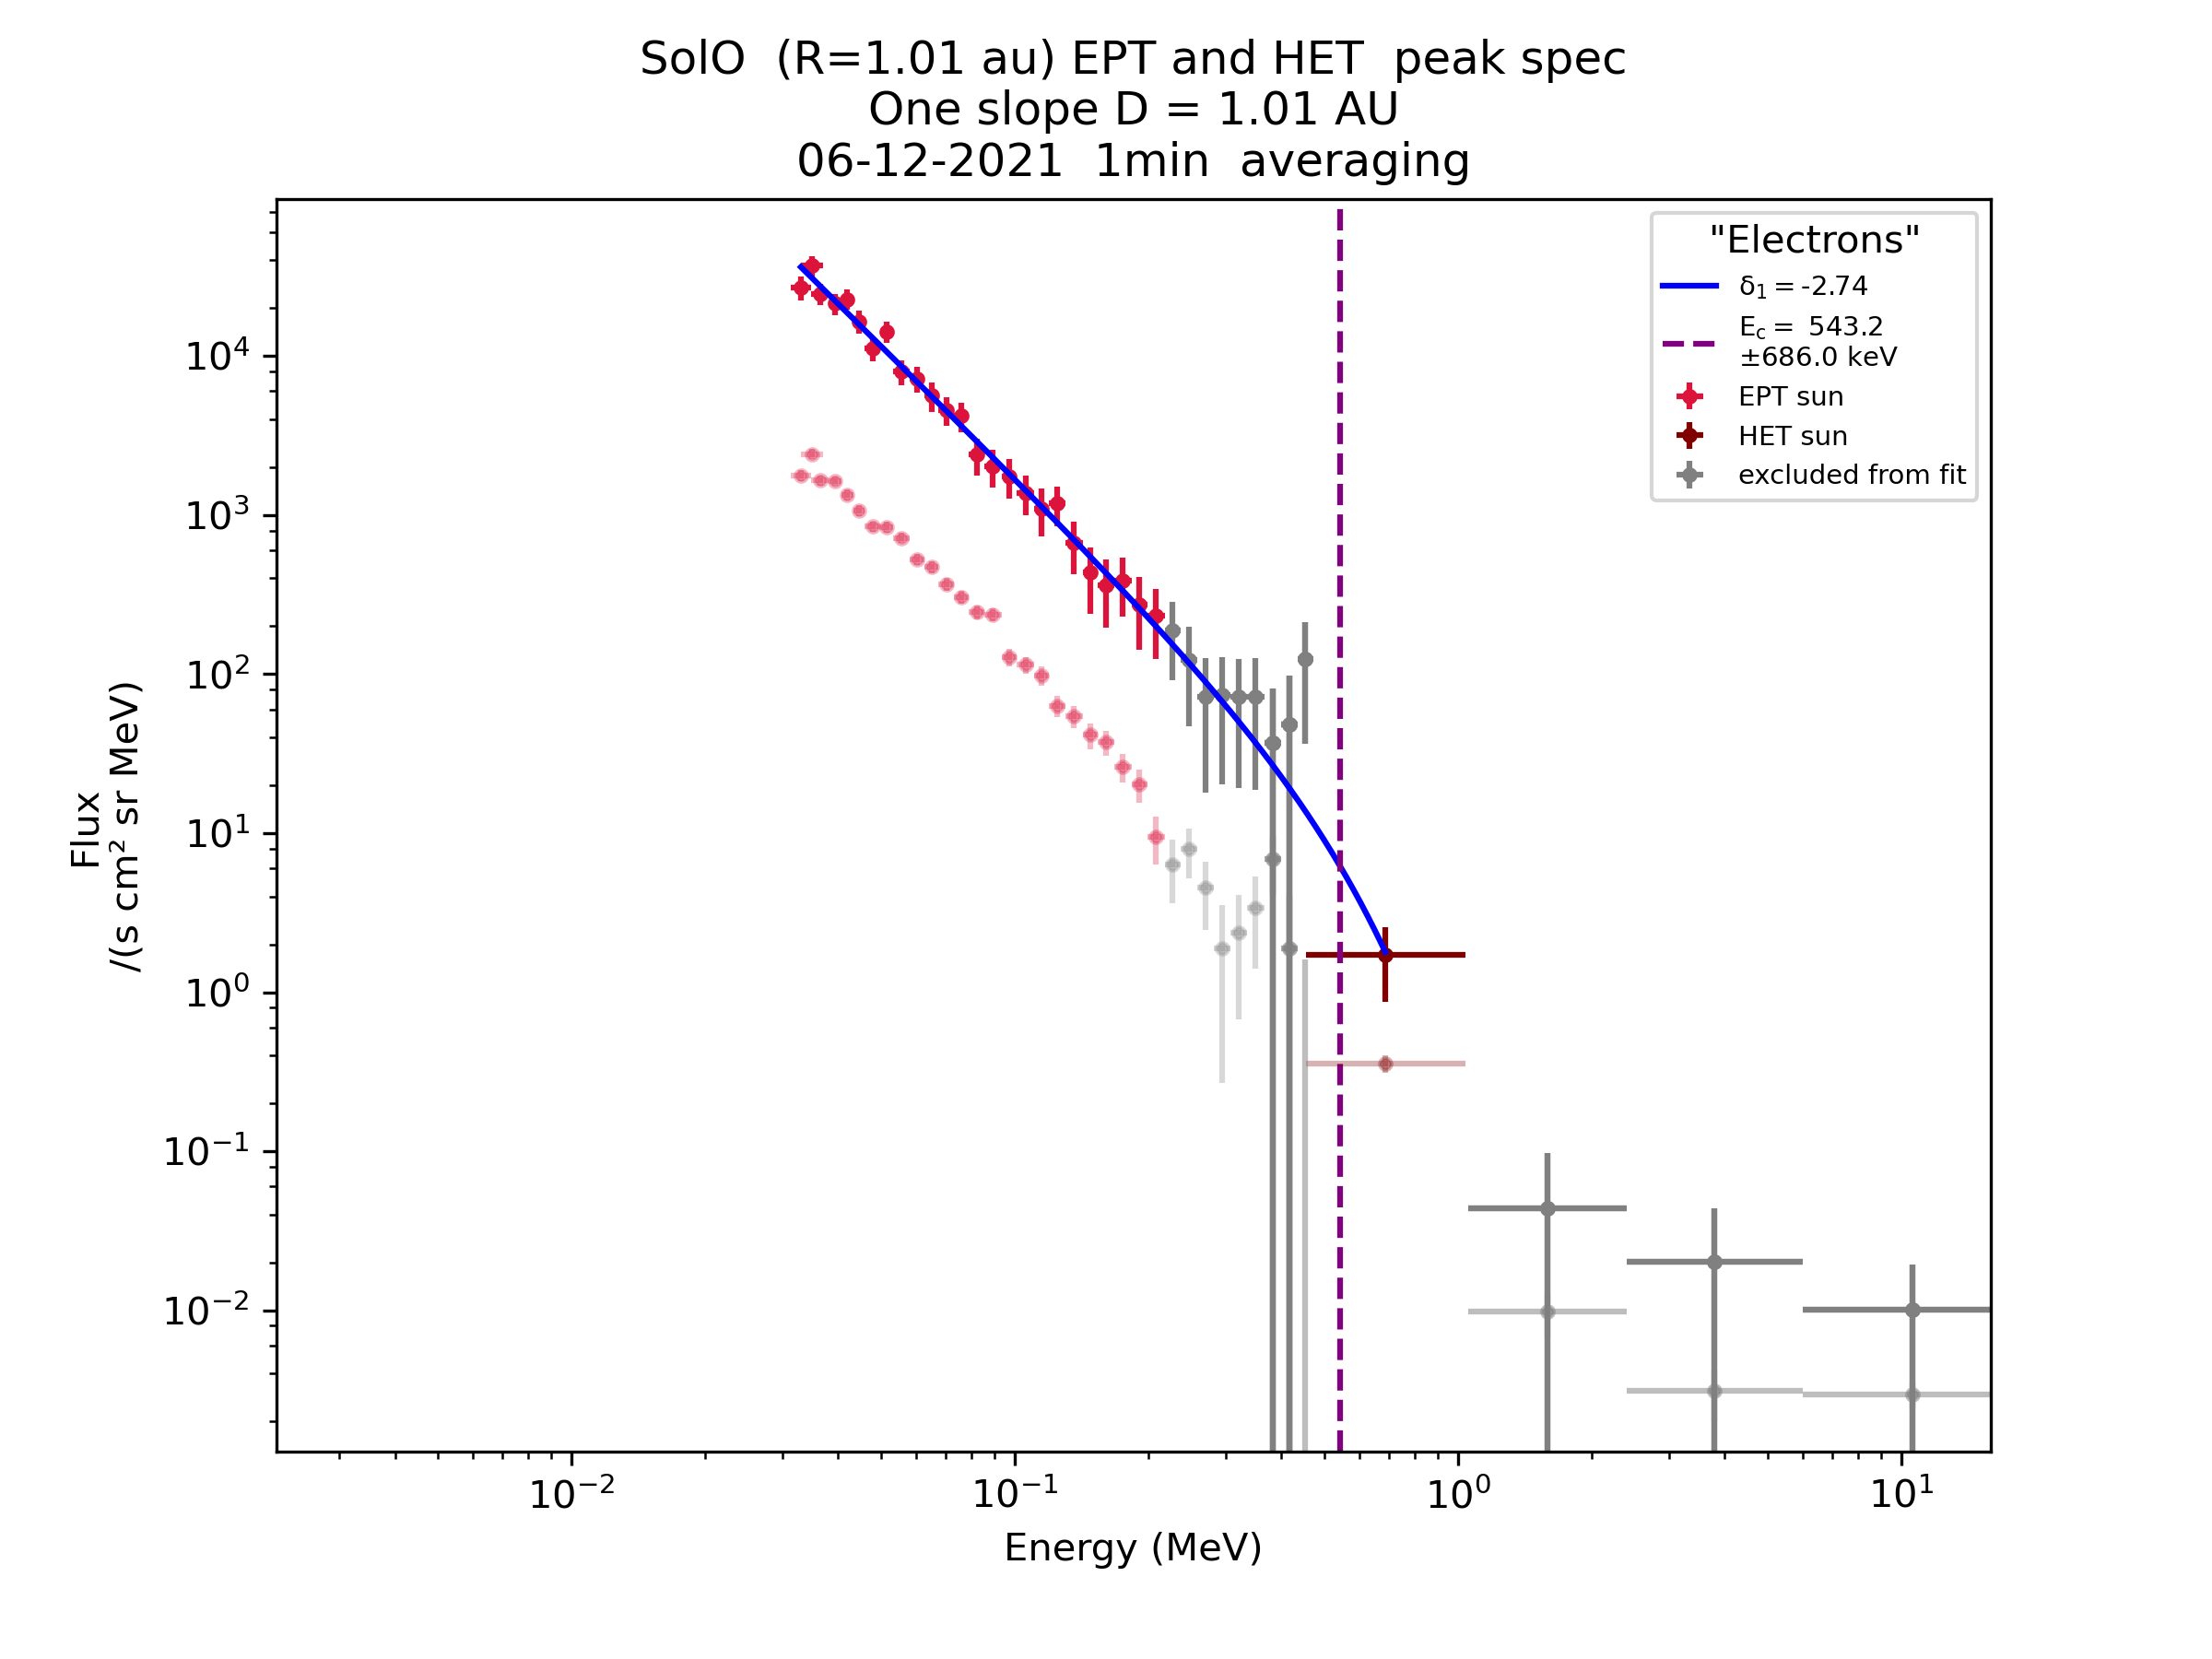 SolO  (R=1.01 au) EPT and HET  peak spec
One slope D = 1.01 AU
06-12-2021  1min  averaging
"Electrons"
δ₁ = -2.74
E_c =  543.2
±686.0 keV
EPT sun
HET sun
excluded from fit
Flux
/(s cm² sr MeV)
10⁴
10³
10²
10¹
10⁰
10⁻¹
10⁻²
10⁻² 10⁻¹ 10⁰ 10¹
Energy (MeV)